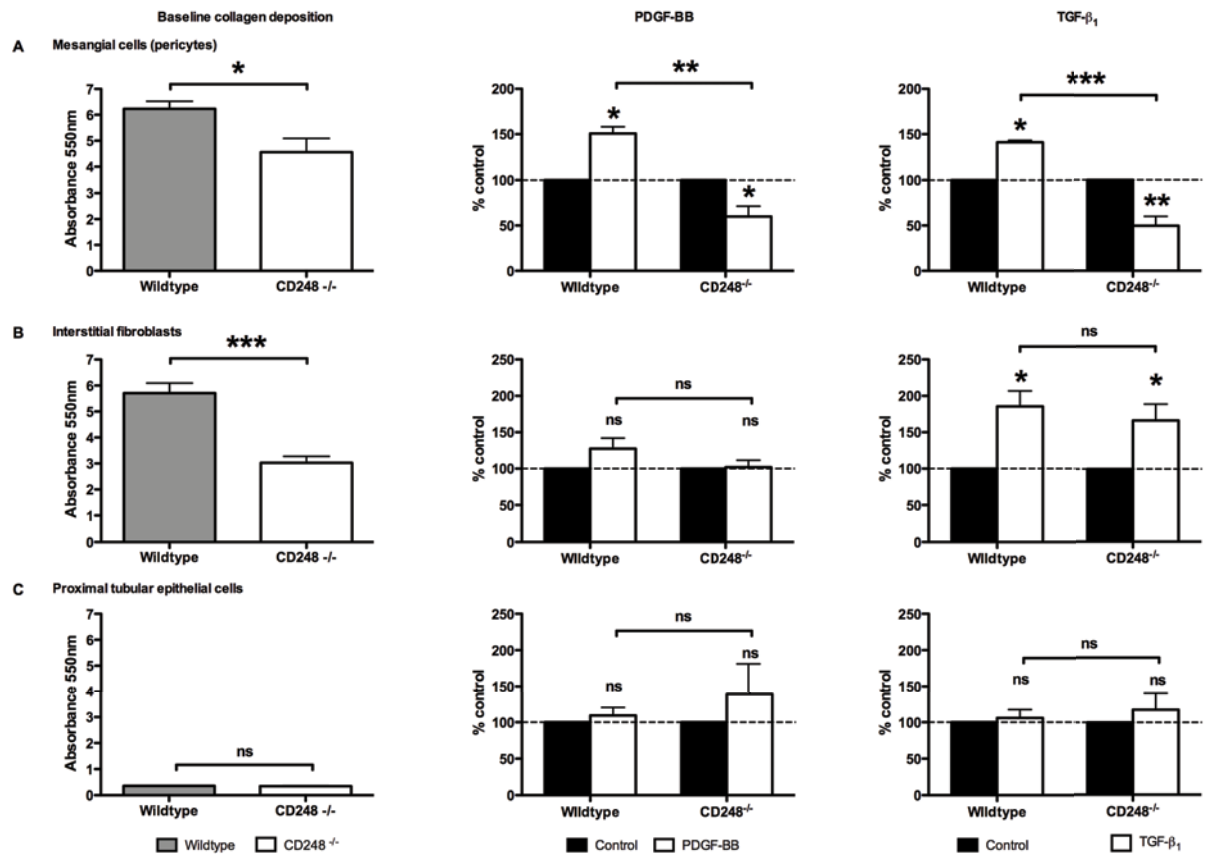 Baseline collagen deposition PDGF-BB TGF-β1
A Mesangial cells (pericytes)
* ** ***
Absorbance 550nm
7
6
5
4
3
2
1
0
Wildtype CD248 -/-
% control
200
150
100
50
0
* *
WIldtype CD248-/-
% control
200
150
100
50
0
* **
WIldtype CD248-/-
B Interstitial fibroblasts
***
Absorbance 550nm
7
6
5
4
3
2
1
0
Wildtype CD248 -/-
ns
ns ns
% control
250
200
150
100
50
0
WIldtype CD248-/-
ns
* *
% control
250
200
150
100
50
0
WIldtype CD248-/-
C Proximal tubular epithelial cells
Absorbance 550nm
7
6
5
4
3
2
1
0
ns
Wildtype CD248 -/-
ns
ns ns
% control
250
200
150
100
50
0
WIldtype CD248-/-
ns
ns ns
% control
250
200
150
100
50
0
WIldtype CD248-/-
Wildtype CD248 -/- Control PDGF-BB Control TGF-β1